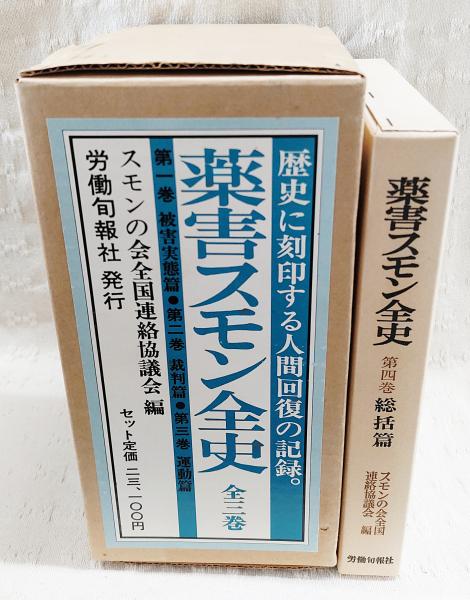 歴史に刻印する人間回復の記録。
薬害スモン全史 全三巻
第一巻 被害実態篇●第二巻 裁判篇●第三巻 運動篇
スモンの会全国連絡協議会 編
労働旬報社 発行
セット定価 二三、一〇〇円
薬害スモン全史
第四巻 総括篇
スモンの会全国
連絡協議会 編
労働旬報社